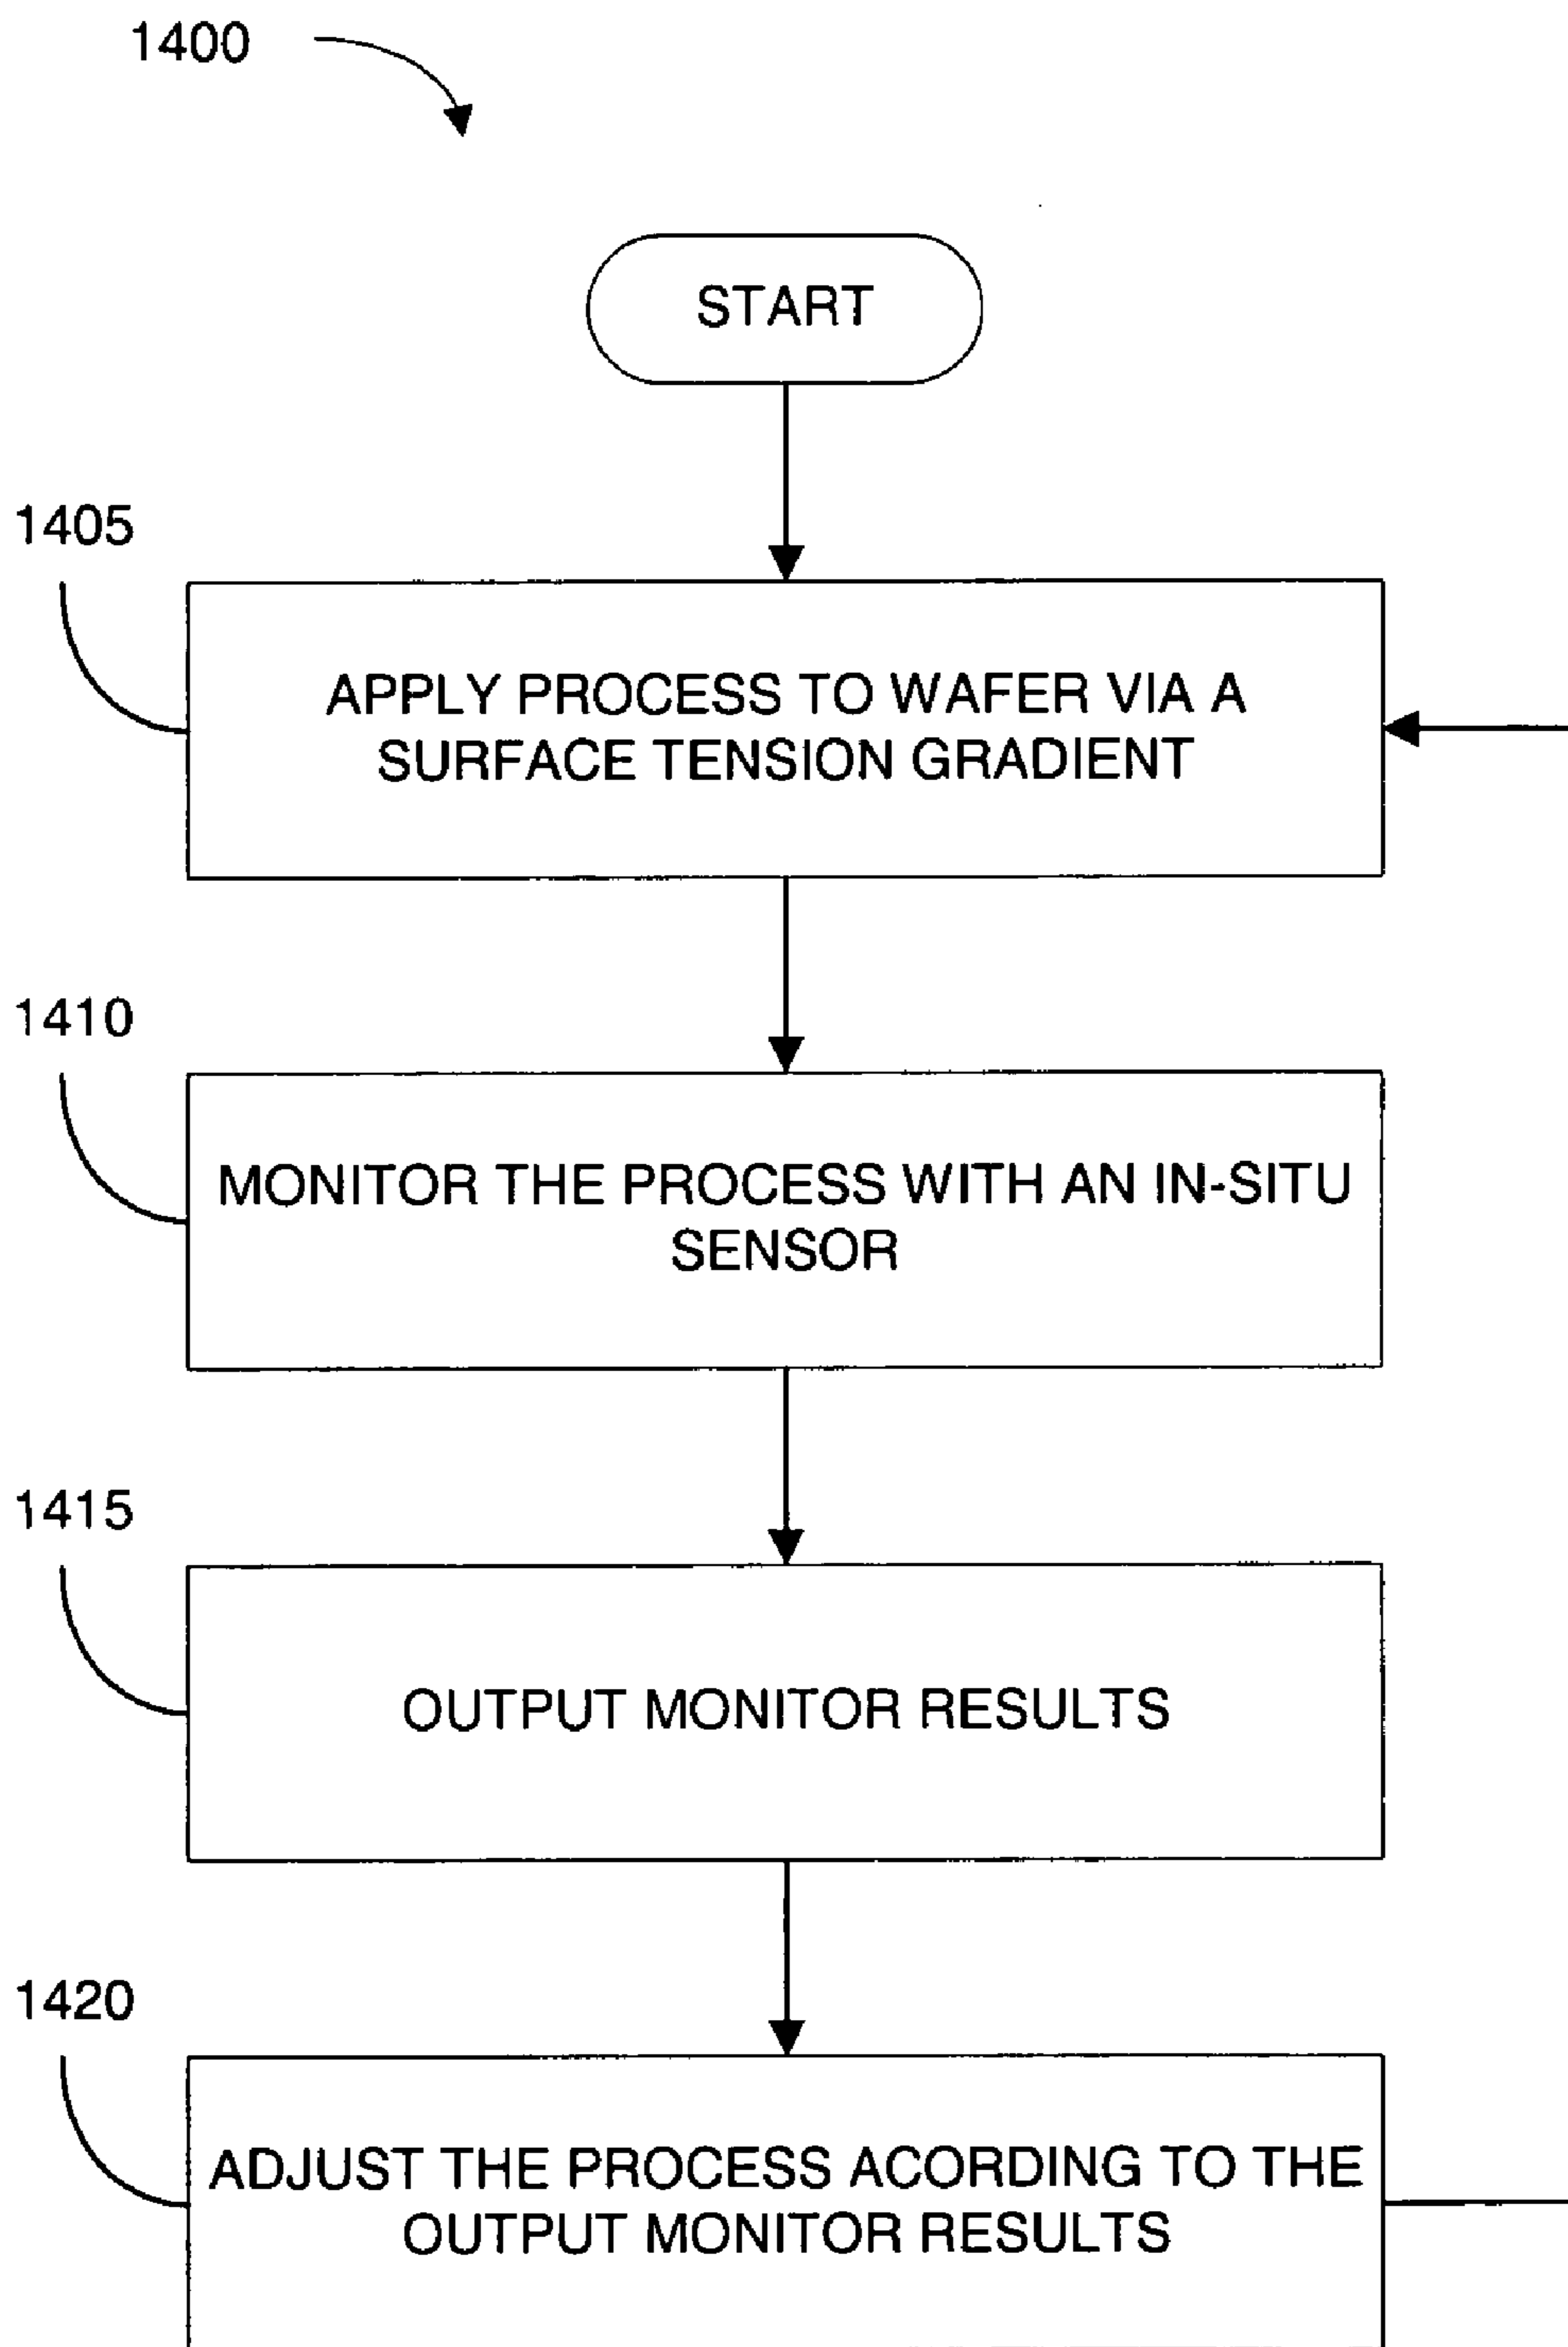 1400
START
1405
APPLY PROCESS TO WAFER VIA A
SURFACE TENSION GRADIENT
1410
MONITOR THE PROCESS WITH AN IN-SITU
SENSOR
1415
OUTPUT MONITOR RESULTS
1420
ADJUST THE PROCESS ACORDING TO THE
OUTPUT MONITOR RESULTS